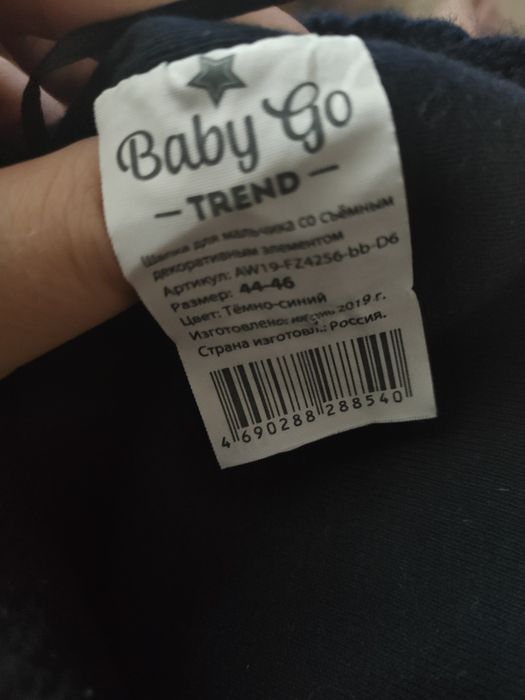 Baby Go
— TREND —
Шапка для мальчика со съёмным
декоративным элементом
Артикул: AW19-FZ4256-bb-D6
Размер: 44-46
Цвет: Тёмно-синий
Изготовлено: 2019 г.
Страна изготовл.: Россия.
4 690288 288540